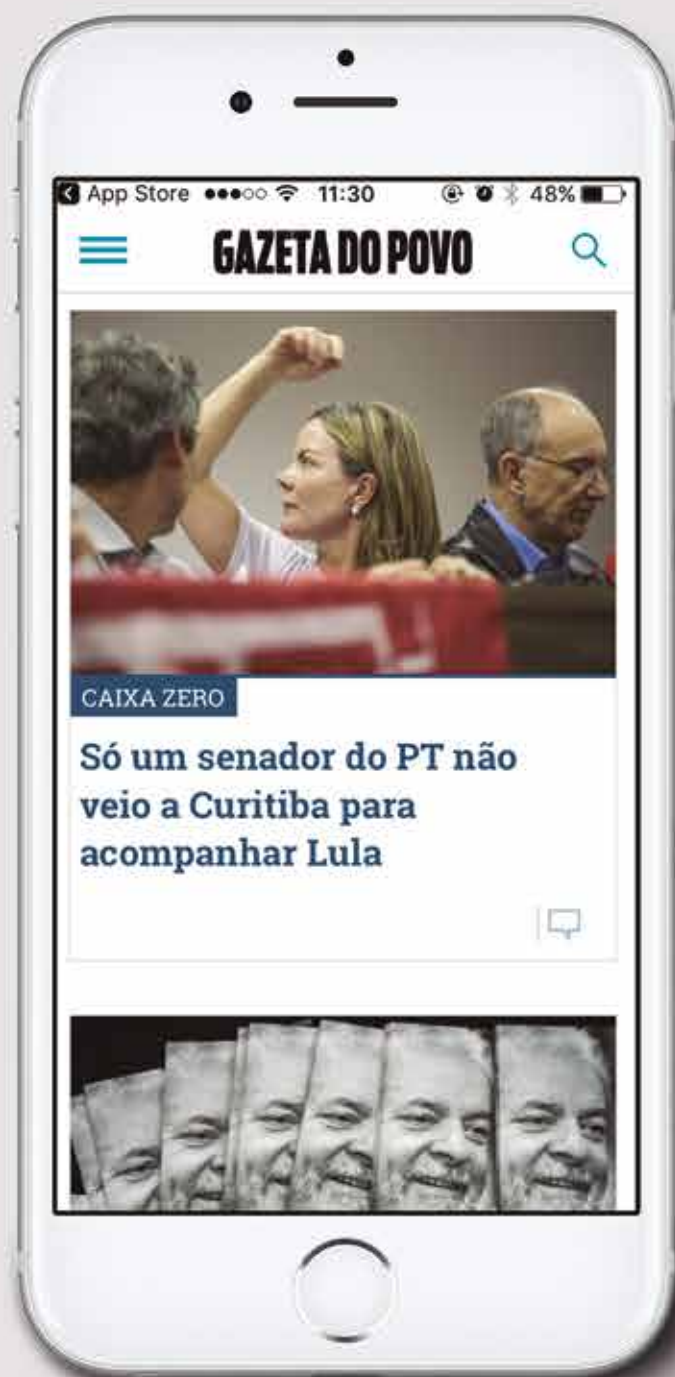 App Store 11:30 48%
GAZETA DO POVO
CAIXA ZERO
Só um senador do PT não
veio a Curitiba para
acompanhar Lula